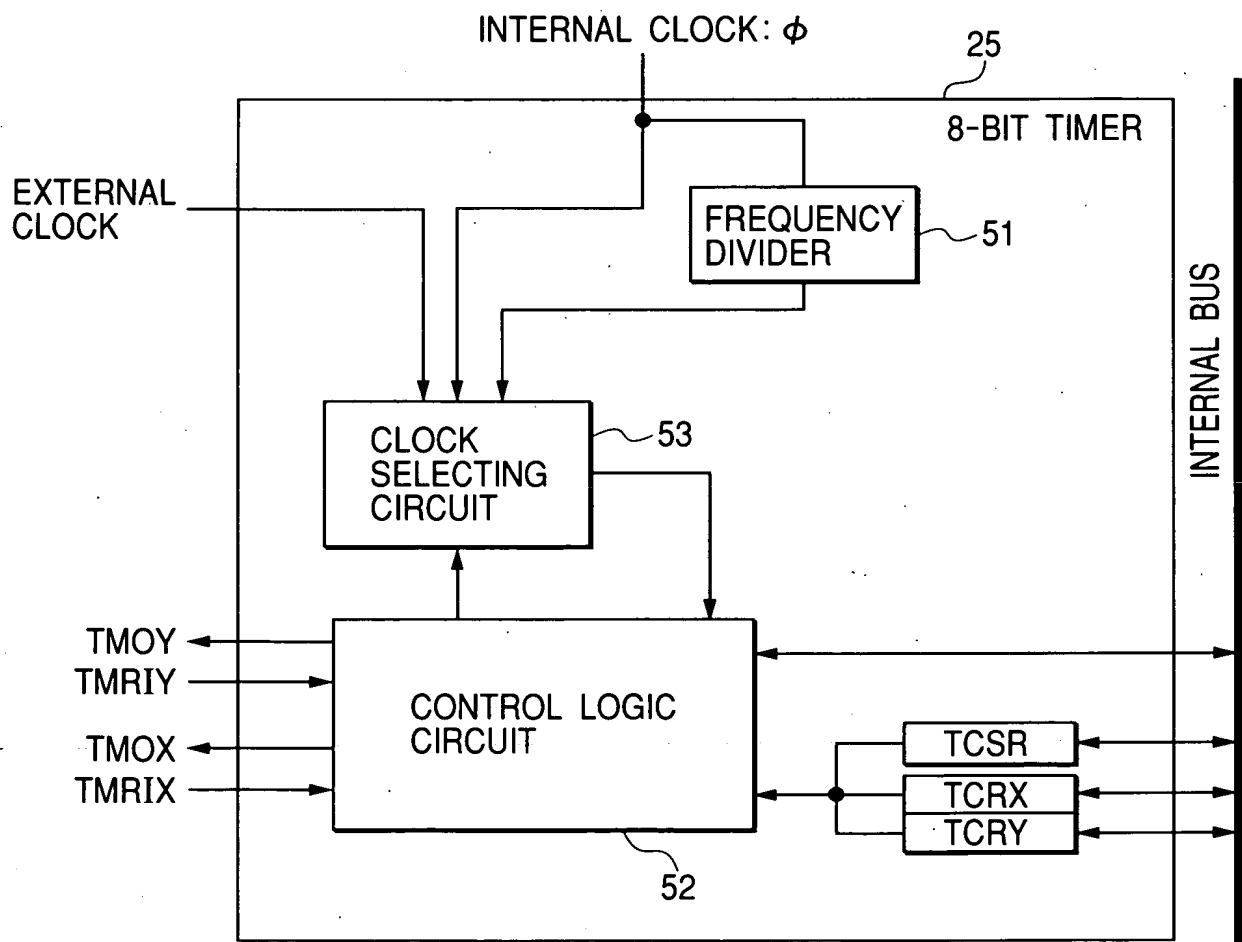 INTERNAL CLOCK: ϕ
25
8-BIT TIMER
EXTERNAL
CLOCK
FREQUENCY
DIVIDER
51
INTERNAL BUS
CLOCK
SELECTING
CIRCUIT
53
TMOY
TMRIY
TMOX
TMRIX
CONTROL LOGIC
CIRCUIT
TCSR
TCRX
TCRY
52